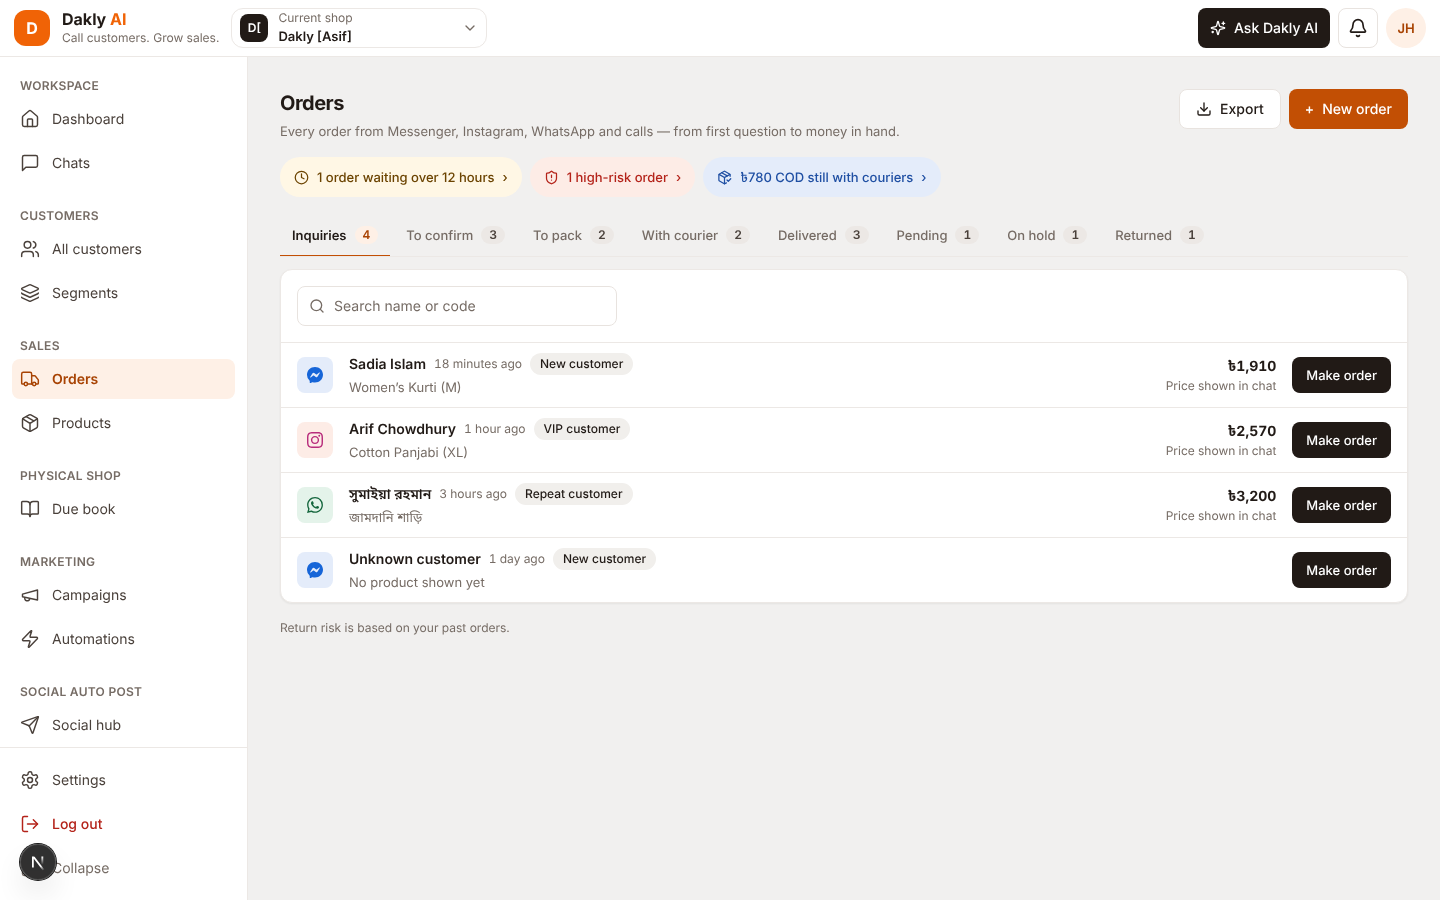 D
Dakly AI
Call customers. Grow sales.
D[
Current shop
Dakly [Asif]
Ask Dakly AI
JH
WORKSPACE
Dashboard
Chats
CUSTOMERS
All customers
Segments
SALES
Orders
Products
PHYSICAL SHOP
Due book
MARKETING
Campaigns
Automations
SOCIAL AUTO POST
Social hub
Settings
Log out
N
Collapse
Orders
Every order from Messenger, Instagram, WhatsApp and calls — from first question to money in hand.
Export
+ New order
1 order waiting over 12 hours ›
1 high-risk order ›
৳780 COD still with couriers ›
Inquiries 4 To confirm 3 To pack 2 With courier 2 Delivered 3 Pending 1 On hold 1 Returned 1
Search name or code
Sadia Islam 18 minutes ago New customer
Women’s Kurti (M)
৳1,910
Price shown in chat
Make order
Arif Chowdhury 1 hour ago VIP customer
Cotton Panjabi (XL)
৳2,570
Price shown in chat
Make order
সুমাইয়া রহমান 3 hours ago Repeat customer
জামদানি শাড়ি
৳3,200
Price shown in chat
Make order
Unknown customer 1 day ago New customer
No product shown yet
Make order
Return risk is based on your past orders.